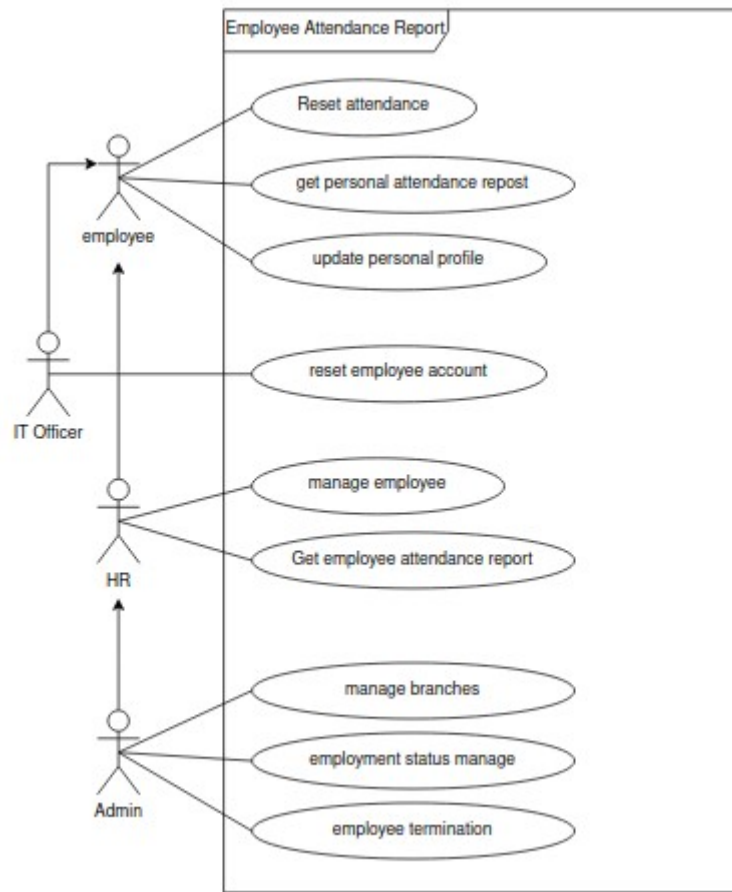 Employee Attendance Report
Reset attendance
get personal attendance repost
employee
update personal profile
reset employee account
IT Officer
manage employee
Get employee attendance report
HR
manage branches
employment status manage
Admin
employee termination